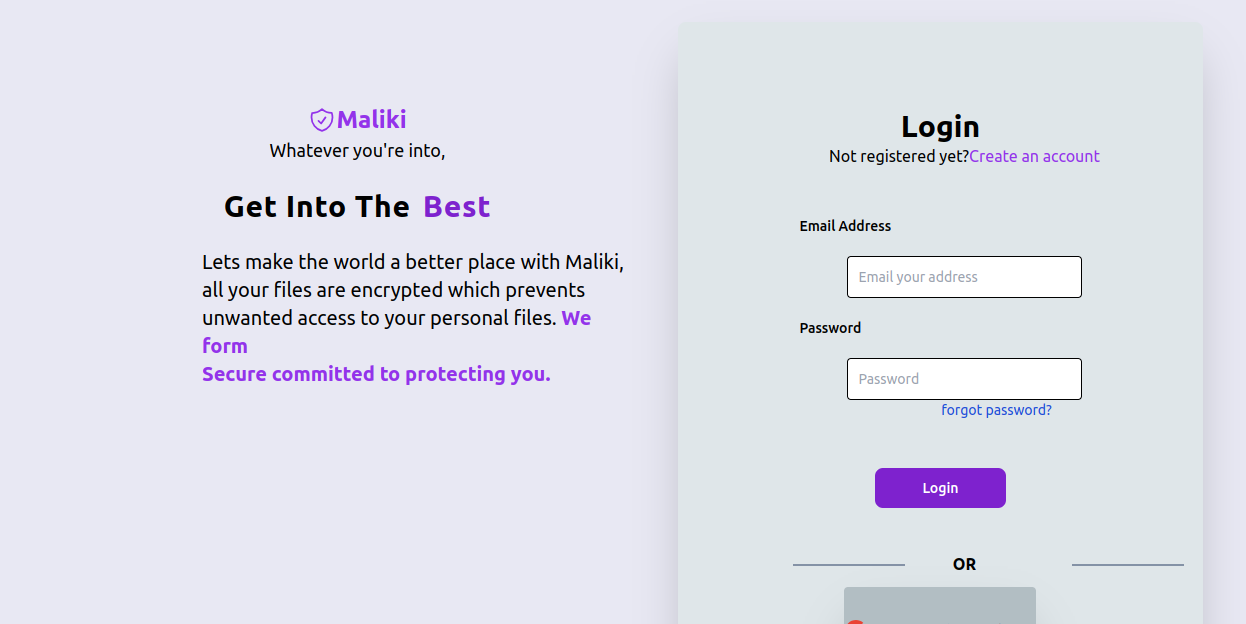 Maliki
Whatever you're into,
Get Into The Best
Lets make the world a better place with Maliki,
all your files are encrypted which prevents
unwanted access to your personal files. We
form
Secure committed to protecting you.
Login
Not registered yet?Create an account
Email Address
Email your address
Password
Password
forgot password?
Login
OR